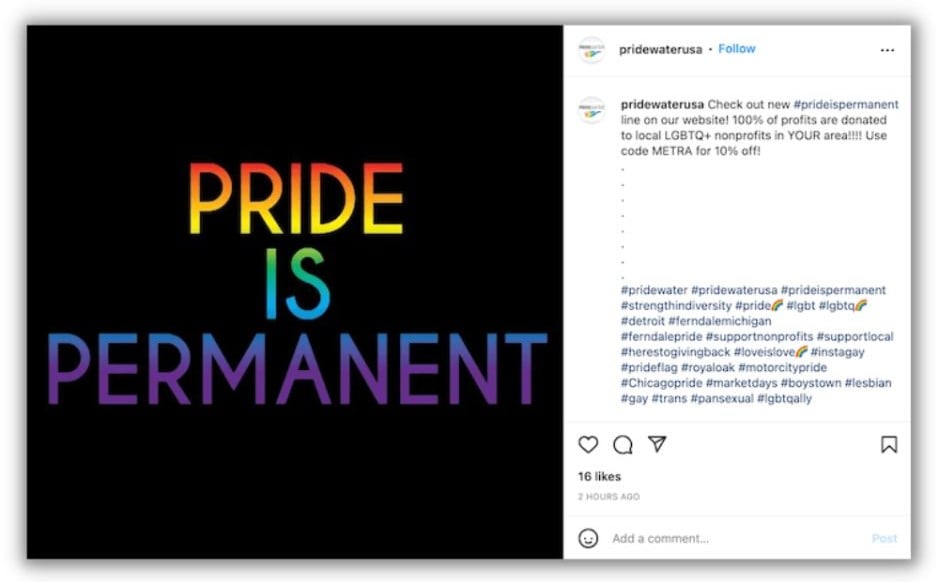 PRIDE
IS
PERMANENT
pridewaterusa • Follow
pridewaterusa Check out new #prideispermanent
line on our website! 100% of profits are donated
to local LGBTQ+ nonprofits in YOUR area!!!! Use
code METRA for 10% off!
.
.
.
.
.
.
.
.
#pridewater #pridewaterusa #prideispermanent
#strengthindiversity #pride🌈 #lgbt #lgbtq🌈
#detroit #ferndalemichigan
#ferndalepride #supportnonprofits #supportlocal
#herestogivingback #loveislove🌈 #instagay
#prideflag #royaloak #motorcitypride
#Chicagopride #marketdays #boystown #lesbian
#gay #trans #pansexual #lgbtqally
16 likes
2 HOURS AGO
Add a comment...
Post